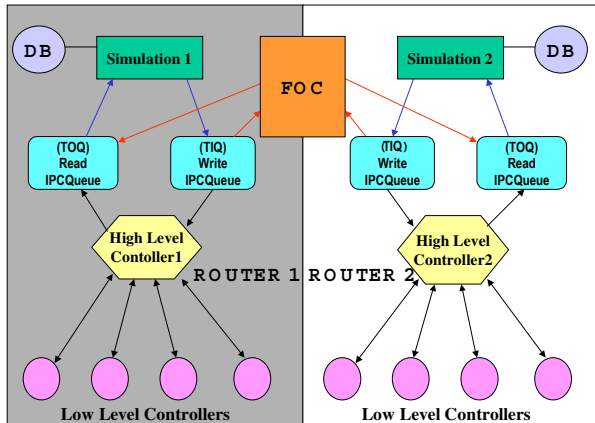 DB
Simulation 1
FOC
Simulation 2
DB
(TOQ)
Read
IPCQueue
(TIQ)
Write
IPCQueue
(TIQ)
Write
IPCQueue
(TOQ)
Read
IPCQueue
High Level
Contoller1
High Level
Controller2
ROUTER 1
ROUTER 2
Low Level Controllers
Low Level Controllers